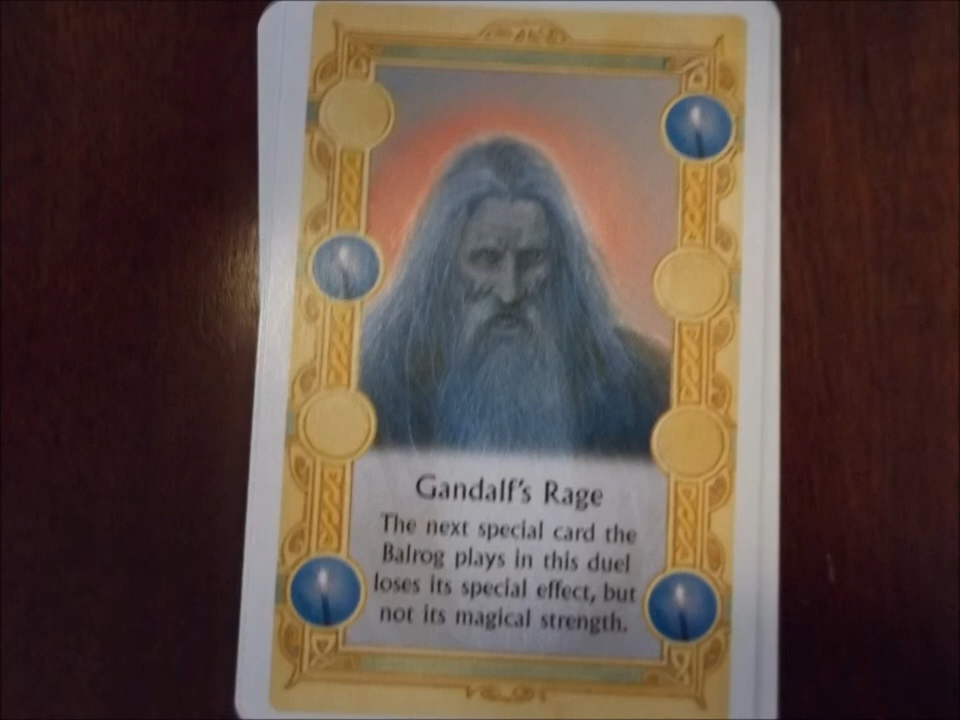 Gandalf's Rage
The next special card the
Balrog plays in this duel
loses its special effect, but
not its magical strength.